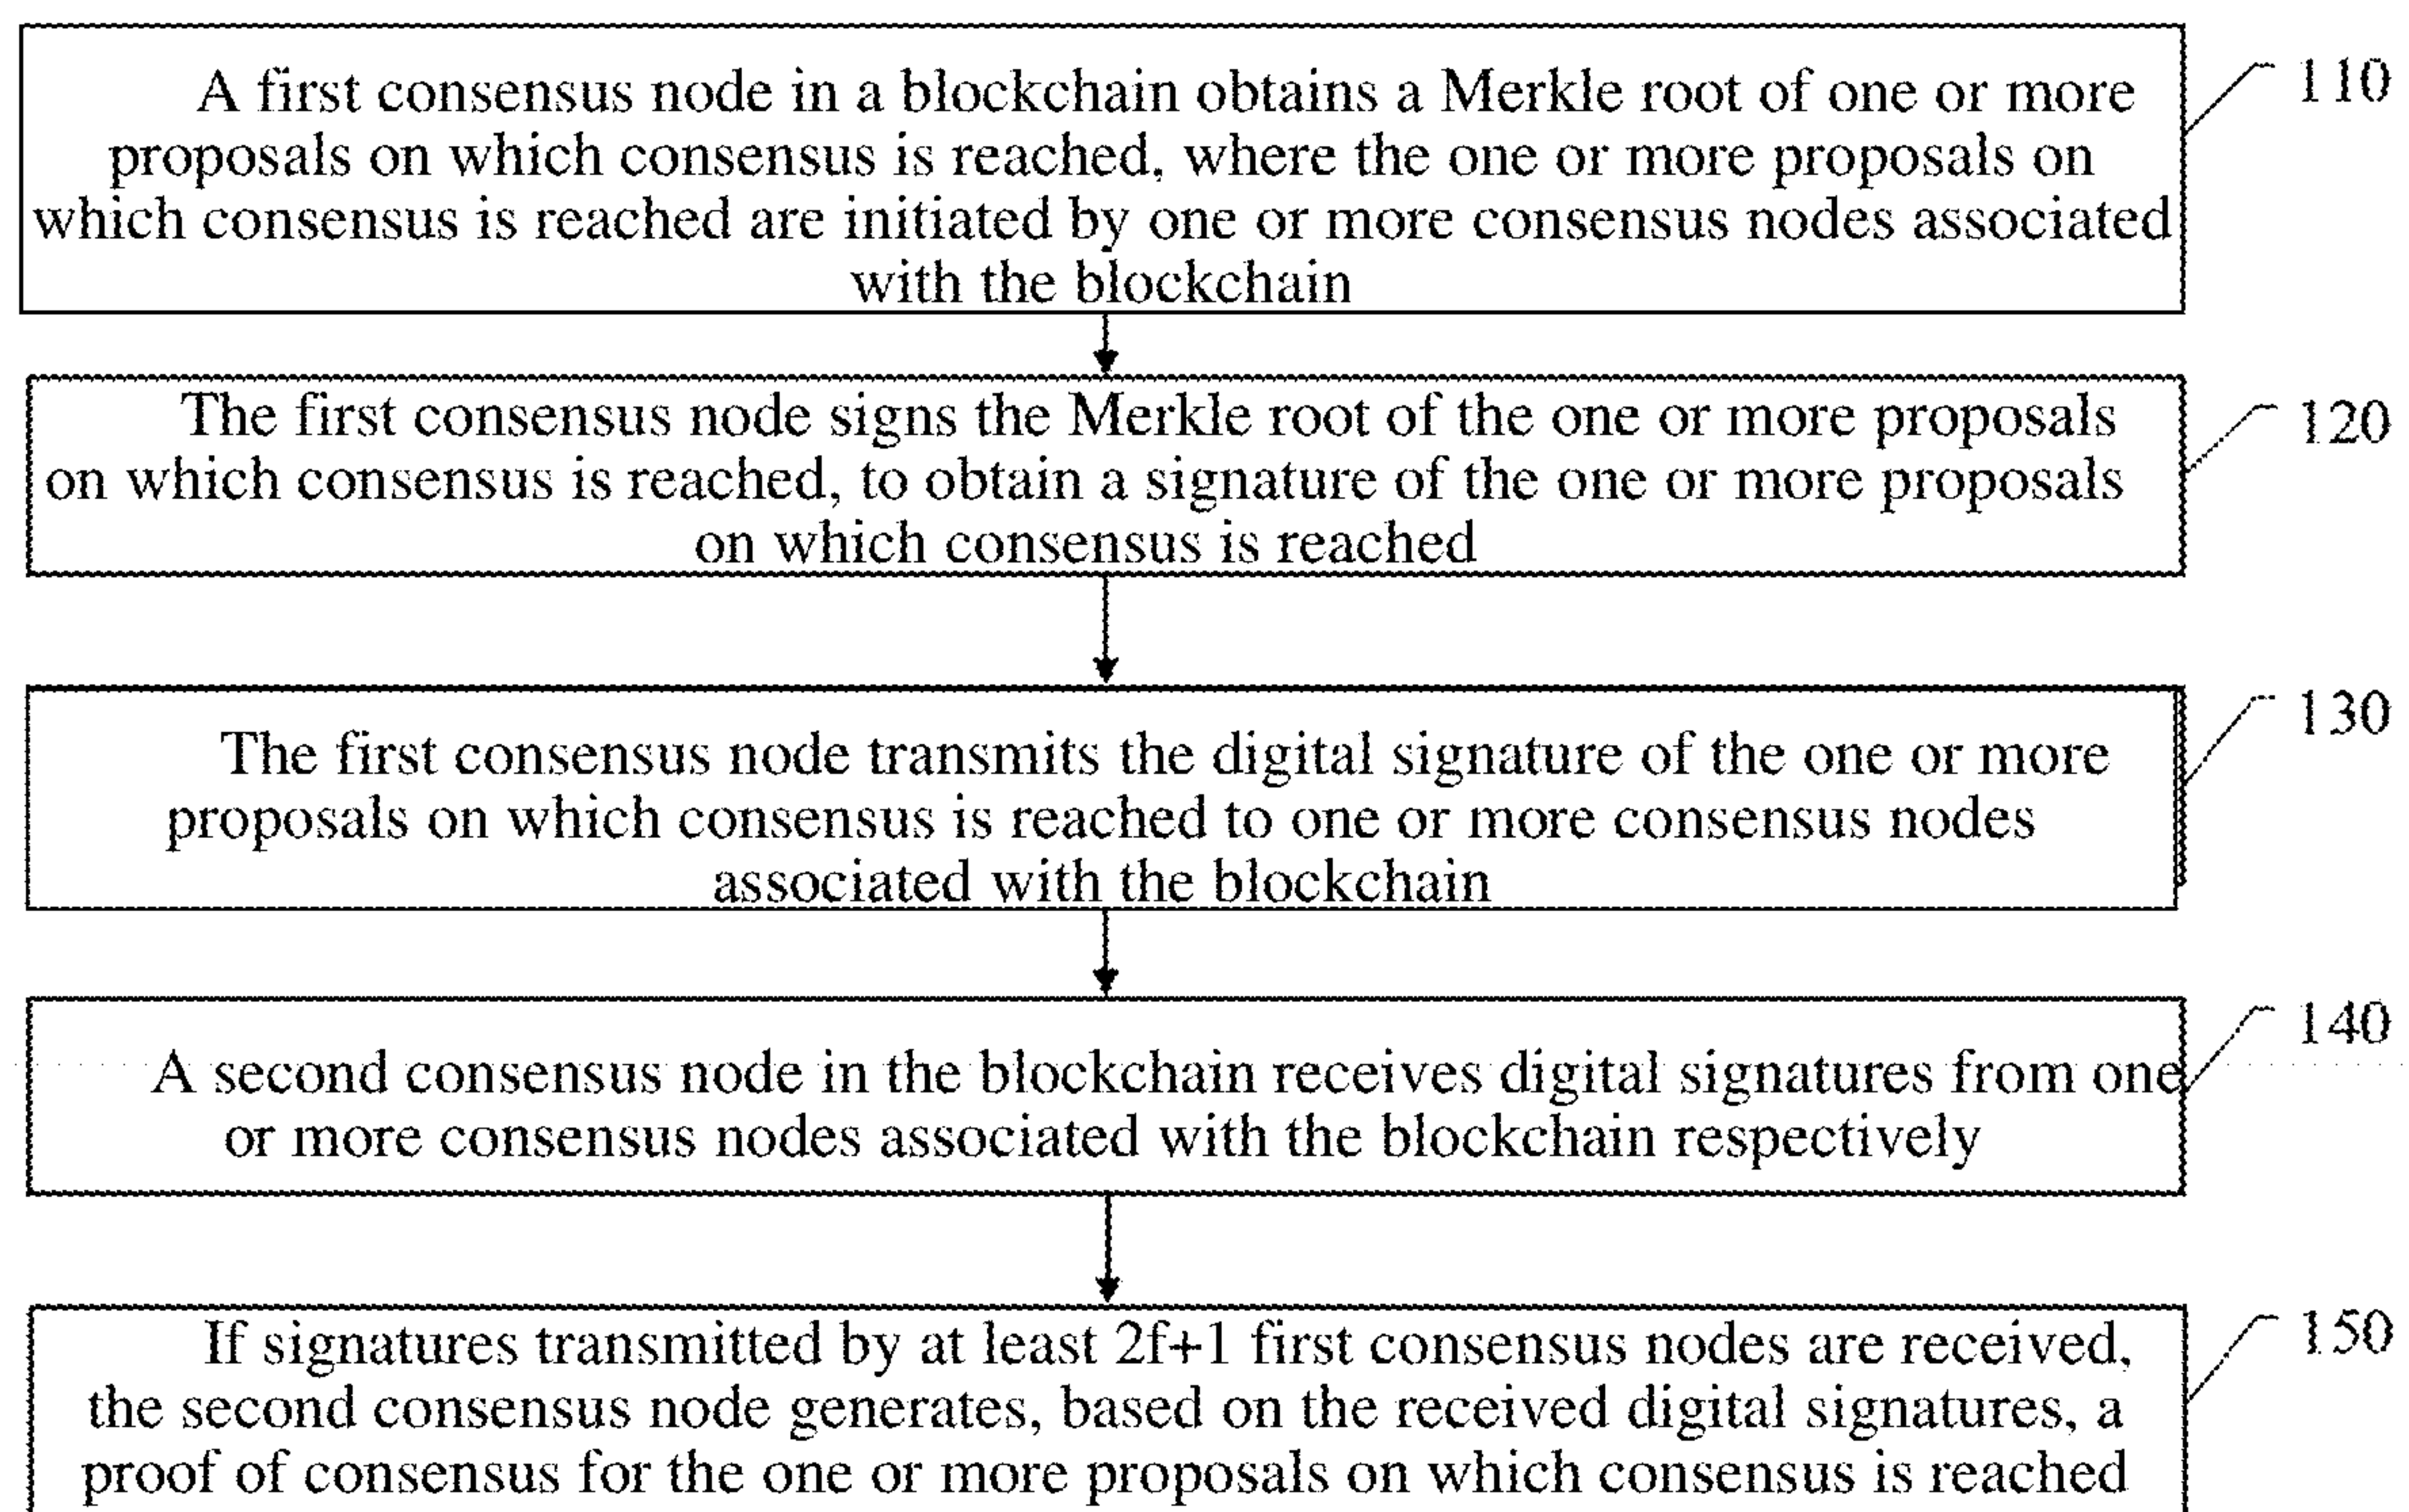 A first consensus node in a blockchain obtains a Merkle root of one or more
110
proposals on which consensus is reached, where the one or more proposals on
which consensus is reached are initiated by one or more consensus nodes associated
with the blockchain
The first consensus node signs the Merkle root of the one or more proposals
120
on which consensus is reached, to obtain a signature of the one or more proposals
on which consensus is reached
130
The first consensus node transmits the digital signature of the one or more
proposals on which consensus is reached to one or more consensus nodes
associated with the blockchain
140
A second consensus node in the blockchain receives digital signatures from one
or more consensus nodes associated with the blockchain respectively
150
If signatures transmitted by at least 2f+1 first consensus nodes are received,
the second consensus node generates, based on the received digital signatures, a
proof of consensus for the one or more proposals on which consensus is reached